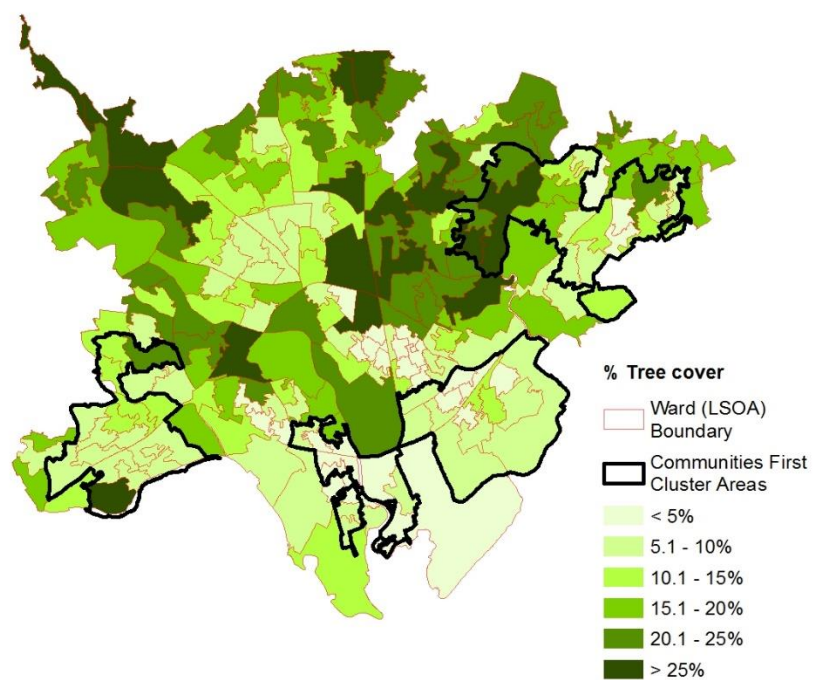 % Tree cover
Ward (LSOA)
Boundary
Communities First
Cluster Areas
< 5%
5.1 - 10%
10.1 - 15%
15.1 - 20%
20.1 - 25%
> 25%